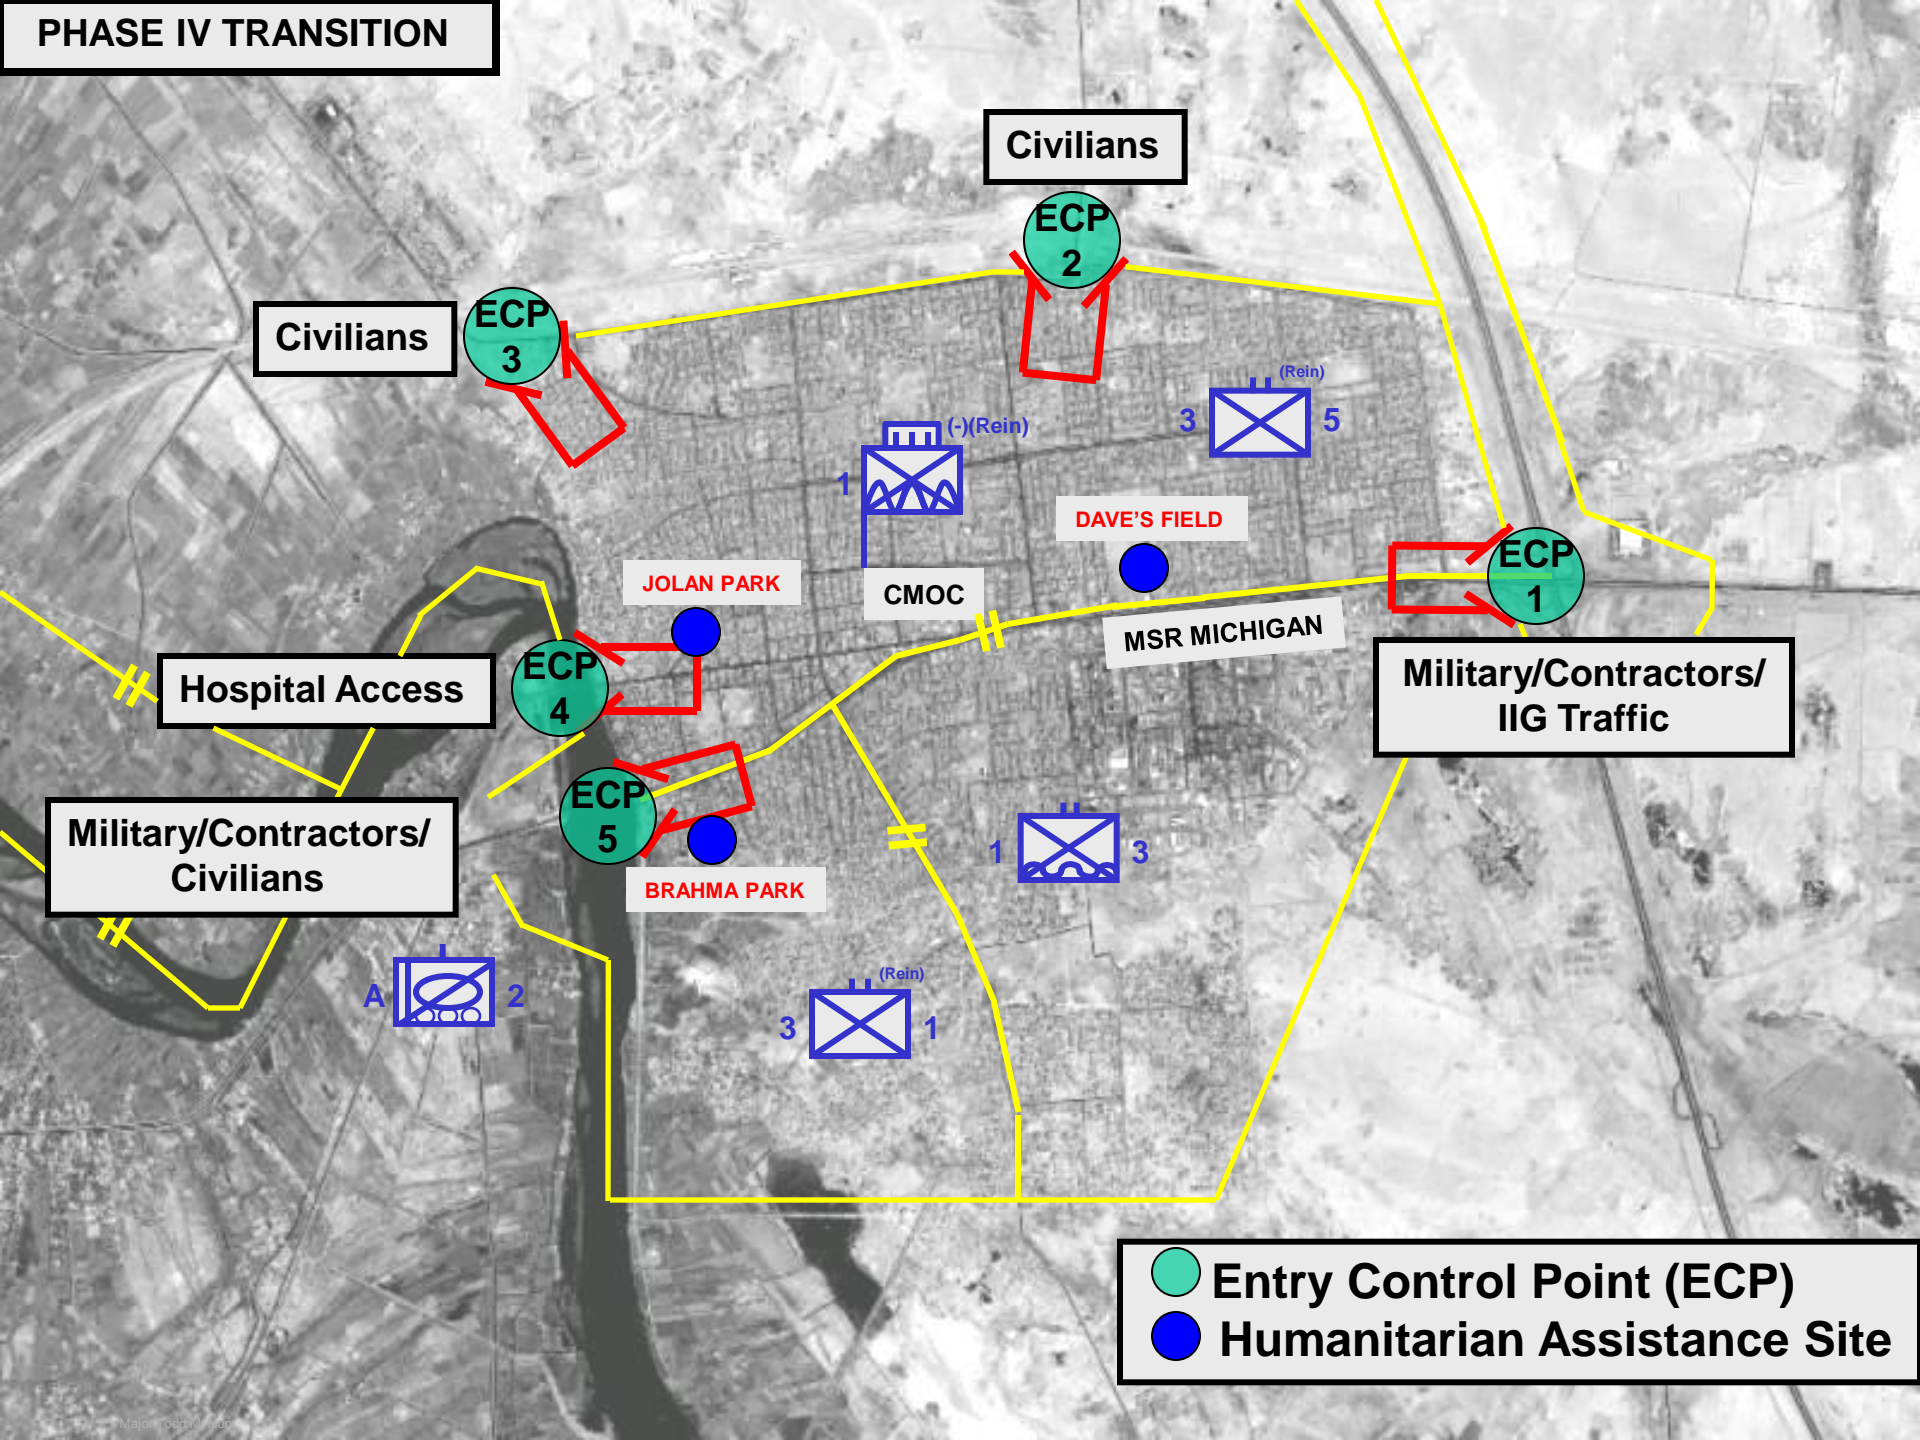 PHASE IV TRANSITION
Civilians
ECP
2
ECP
3
Civilians
(Rein)
3
5
(-)(Rein)
1
DAVE'S FIELD
ECP
1
JOLAN PARK
CMOC
MSR MICHIGAN
ECP
4
Hospital Access
Military/Contractors/
IIG Traffic
ECP
5
Military/Contractors/
Civilians
BRAHMA PARK
1
3
A
2
(Rein)
3
1
Entry Control Point (ECP)
Humanitarian Assistance Site